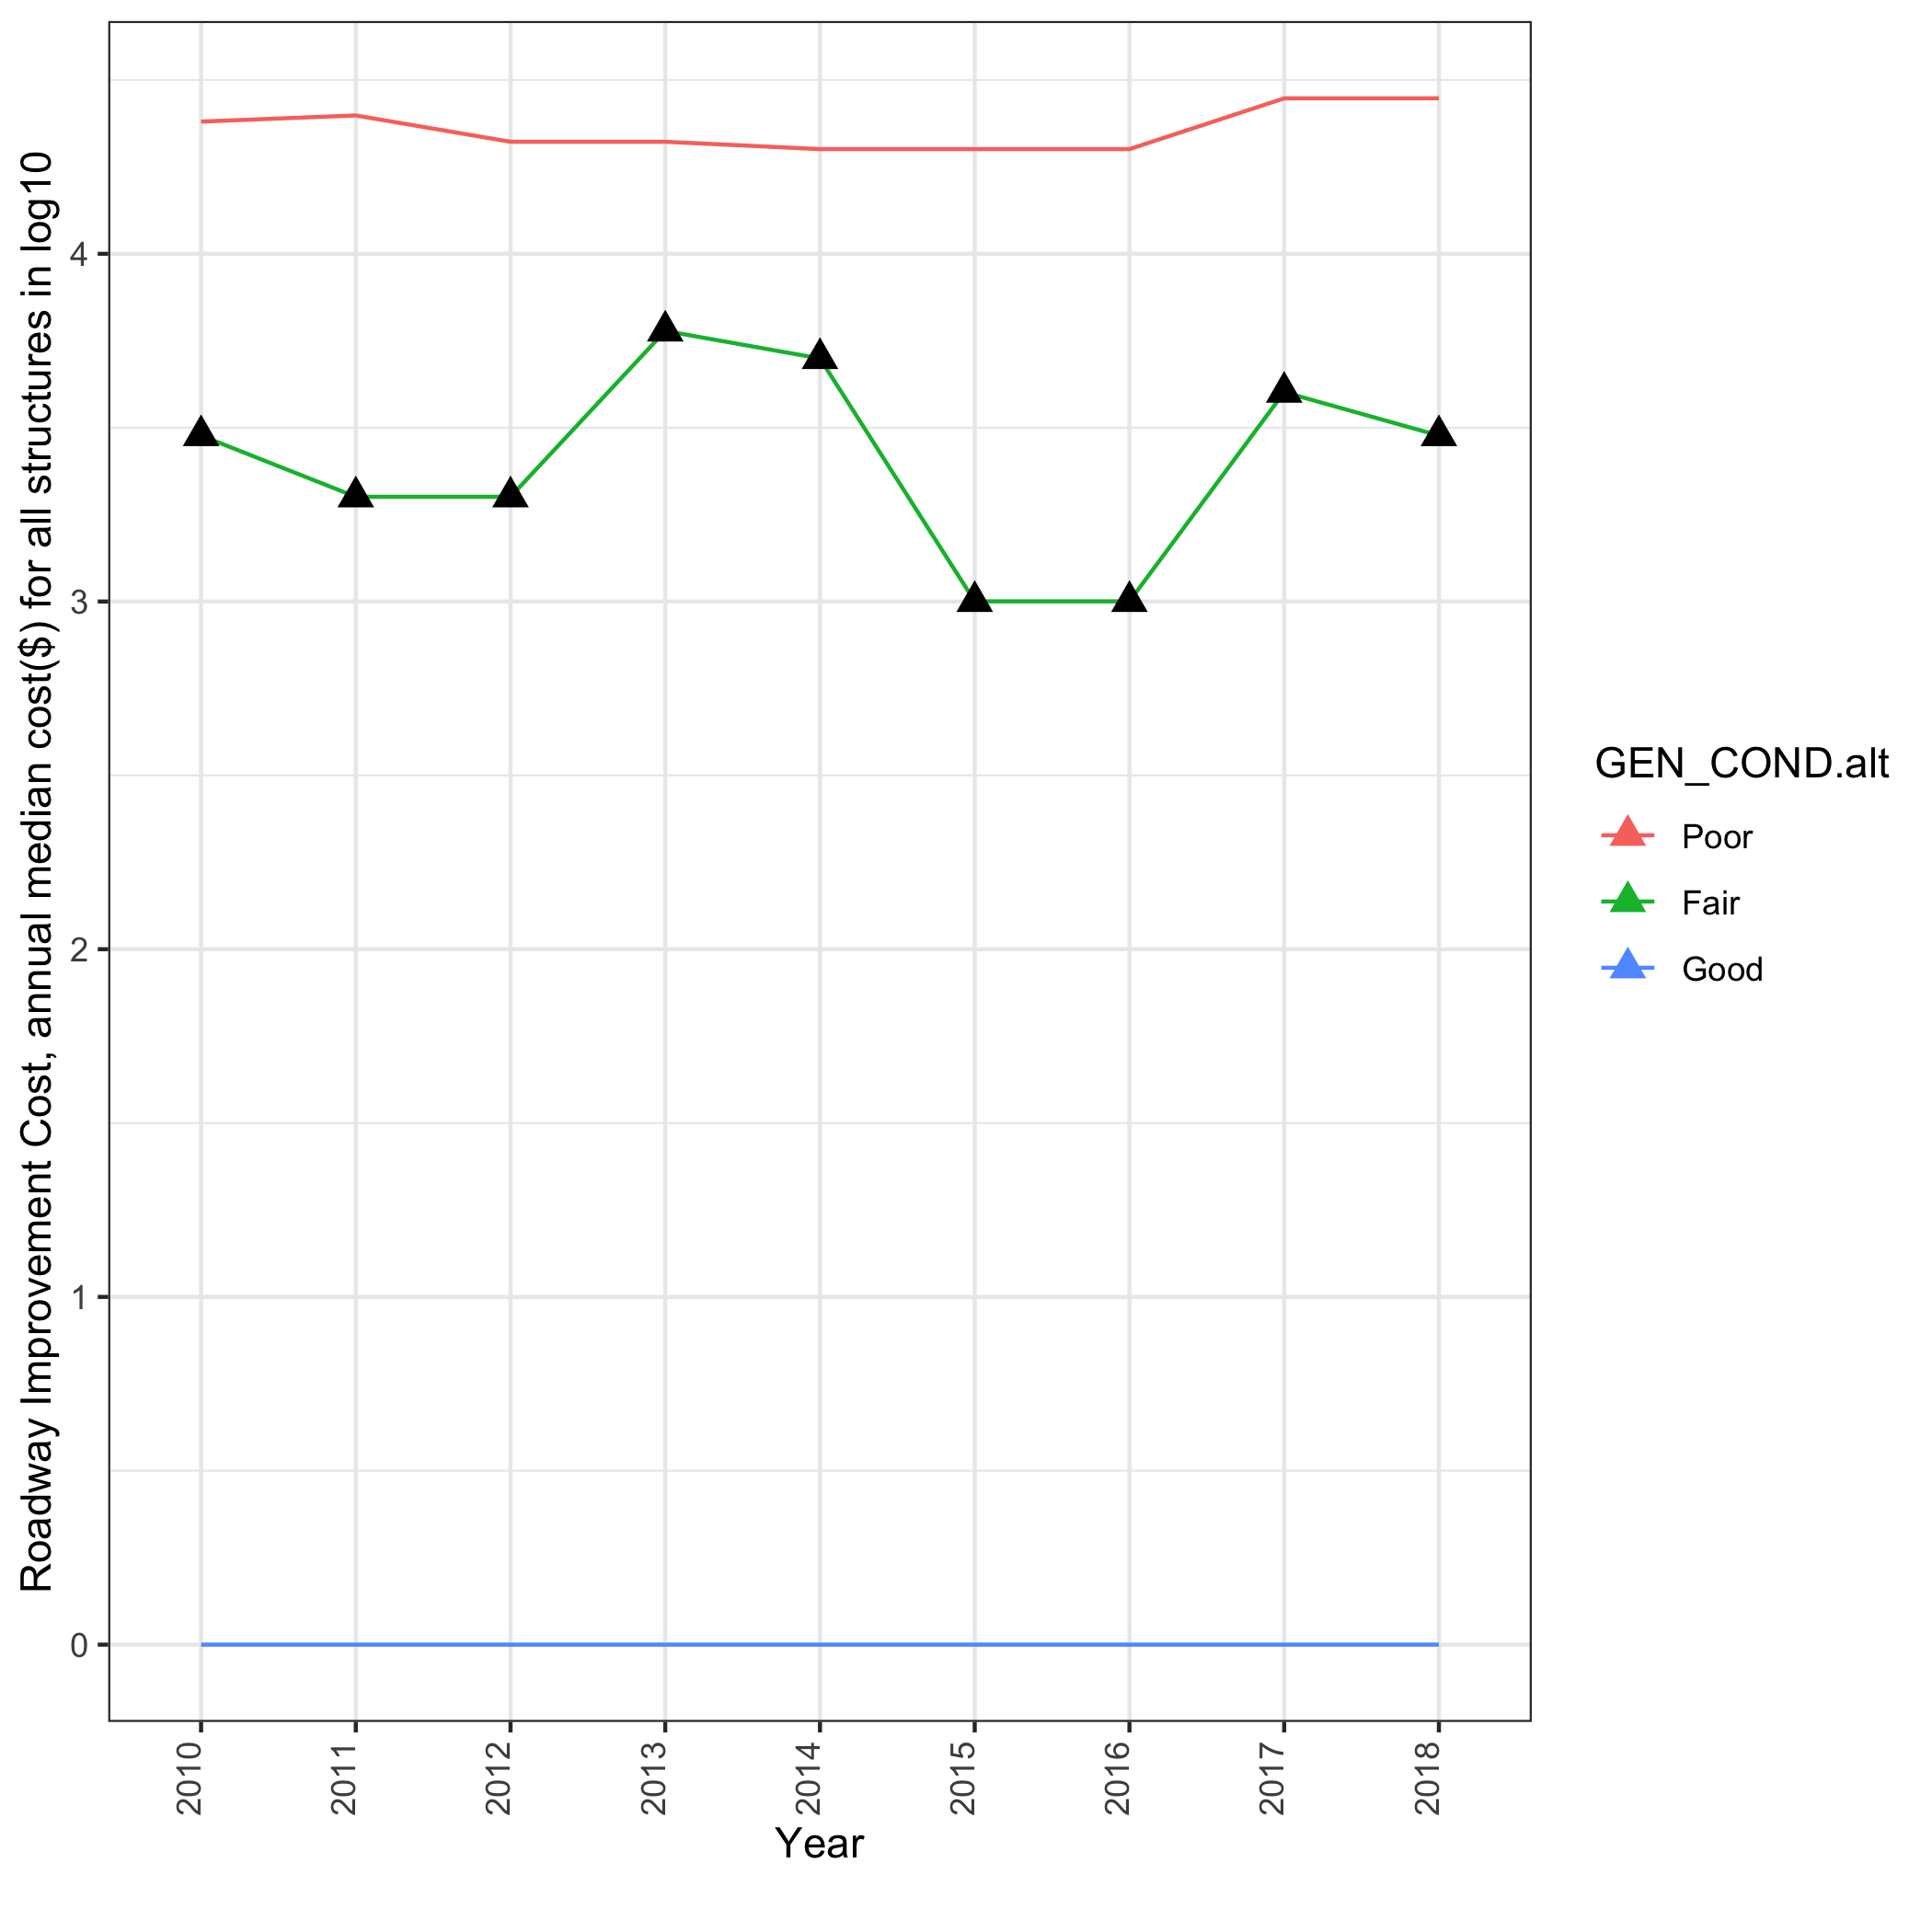 Roadway Improvement Cost, annual median cost($) for all structures in log10
4
3
2
1
0
2010
2011
2012
2013
2014
2015
2016
2017
2018
Year
GEN_COND.alt
Poor
Fair
Good